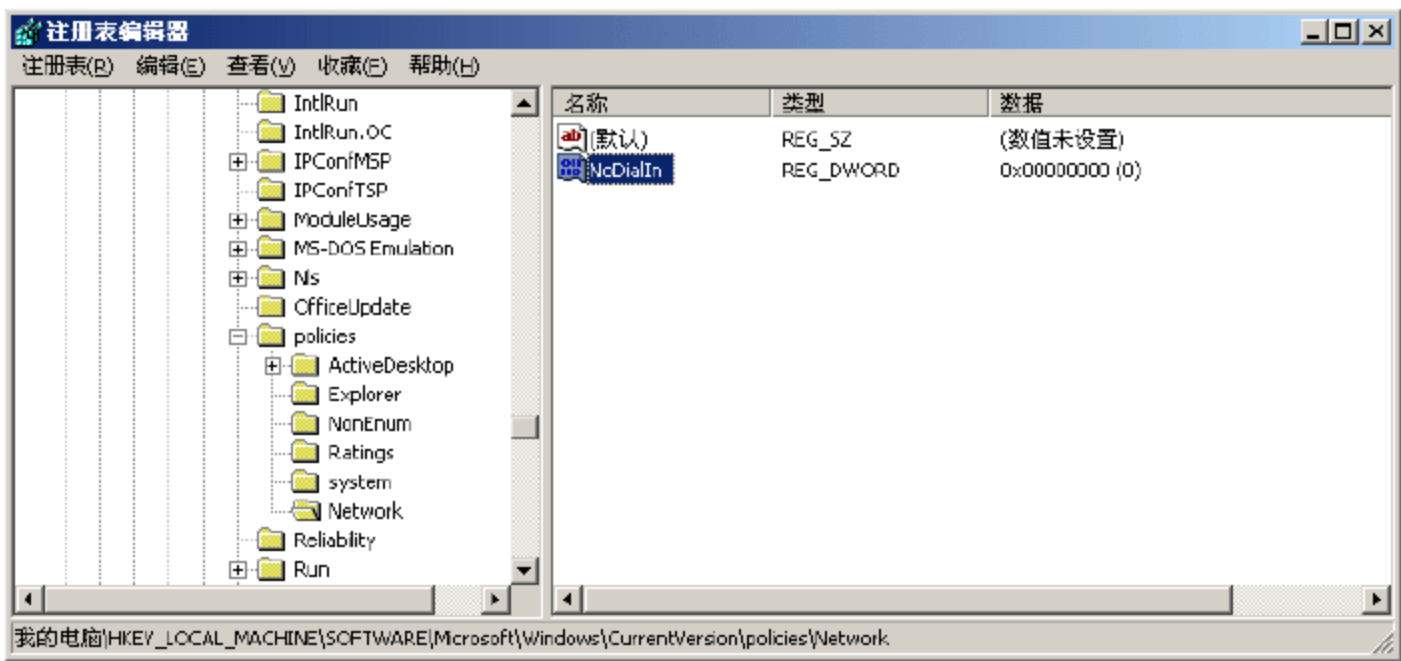 注册表编辑器
注册表(R) 编辑(E) 查看(V) 收藏(F) 帮助(H)
IntlRun
IntlRun.OC
IPConfMSP
IPConfTSP
ModuleUsage
MS-DOS Emulation
Nls
OfficeUpdate
policies
ActiveDesktop
Explorer
NonEnum
Ratings
system
Network
Reliability
Run
名称 类型 数据
(默认) REG_SZ (数值未设置)
NoDialIn REG_DWORD 0x00000000 (0)
我的电脑\HKEY_LOCAL_MACHINE\SOFTWARE\Microsoft\Windows\CurrentVersion\policies\Network